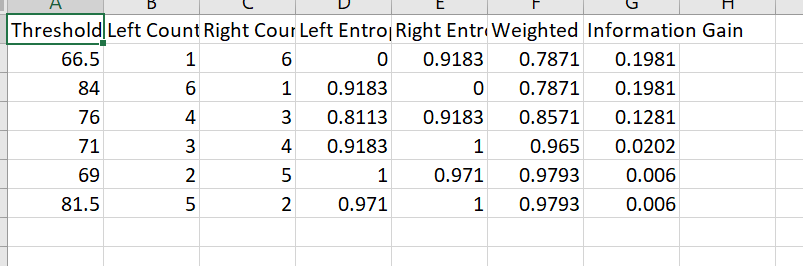 A B C D E F G H
Threshold Left Count Right Cour Left Entro Right Entr Weighted Information Gain
66.5 1 6 0 0.9183 0.7871 0.1981
84 6 1 0.9183 0 0.7871 0.1981
76 4 3 0.8113 0.9183 0.8571 0.1281
71 3 4 0.9183 1 0.965 0.0202
69 2 5 1 0.971 0.9793 0.006
81.5 5 2 0.971 1 0.9793 0.006